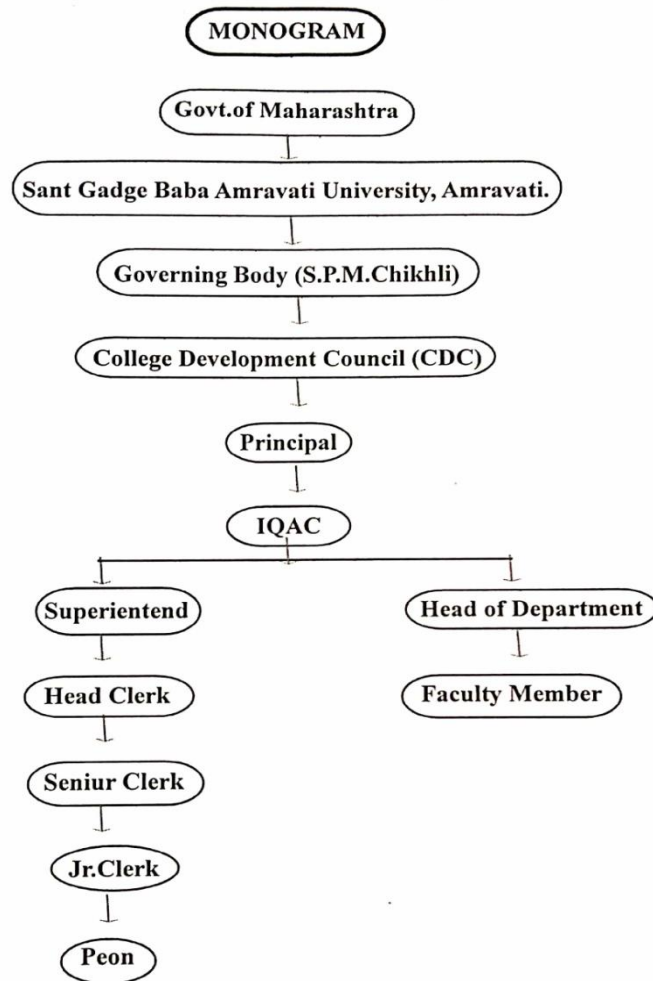 MONOGRAM
Govt.of Maharashtra
Sant Gadge Baba Amravati University, Amravati.
Governing Body (S.P.M.Chikhli)
College Development Council (CDC)
Principal
IQAC
Superientend
Head of Department
Head Clerk
Faculty Member
Seniur Clerk
Jr.Clerk
Peon